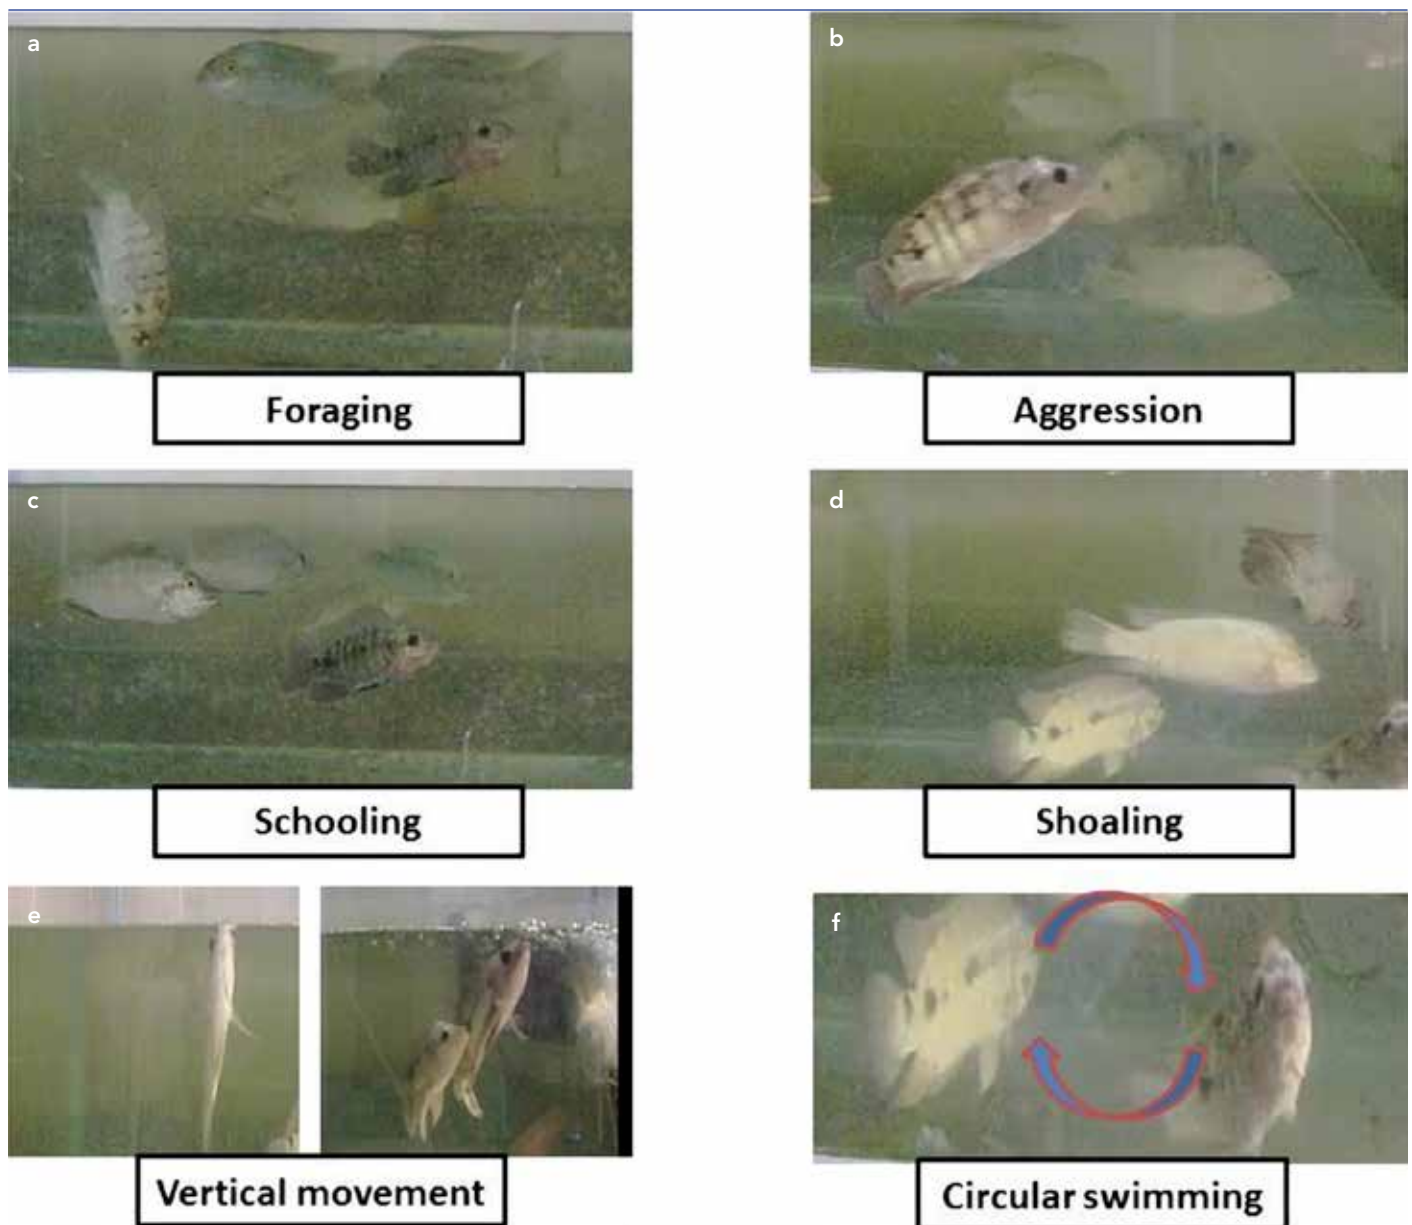 a
b
Foraging
Aggression
c
d
Schooling
Shoaling
e
f
Vertical movement
Circular swimming